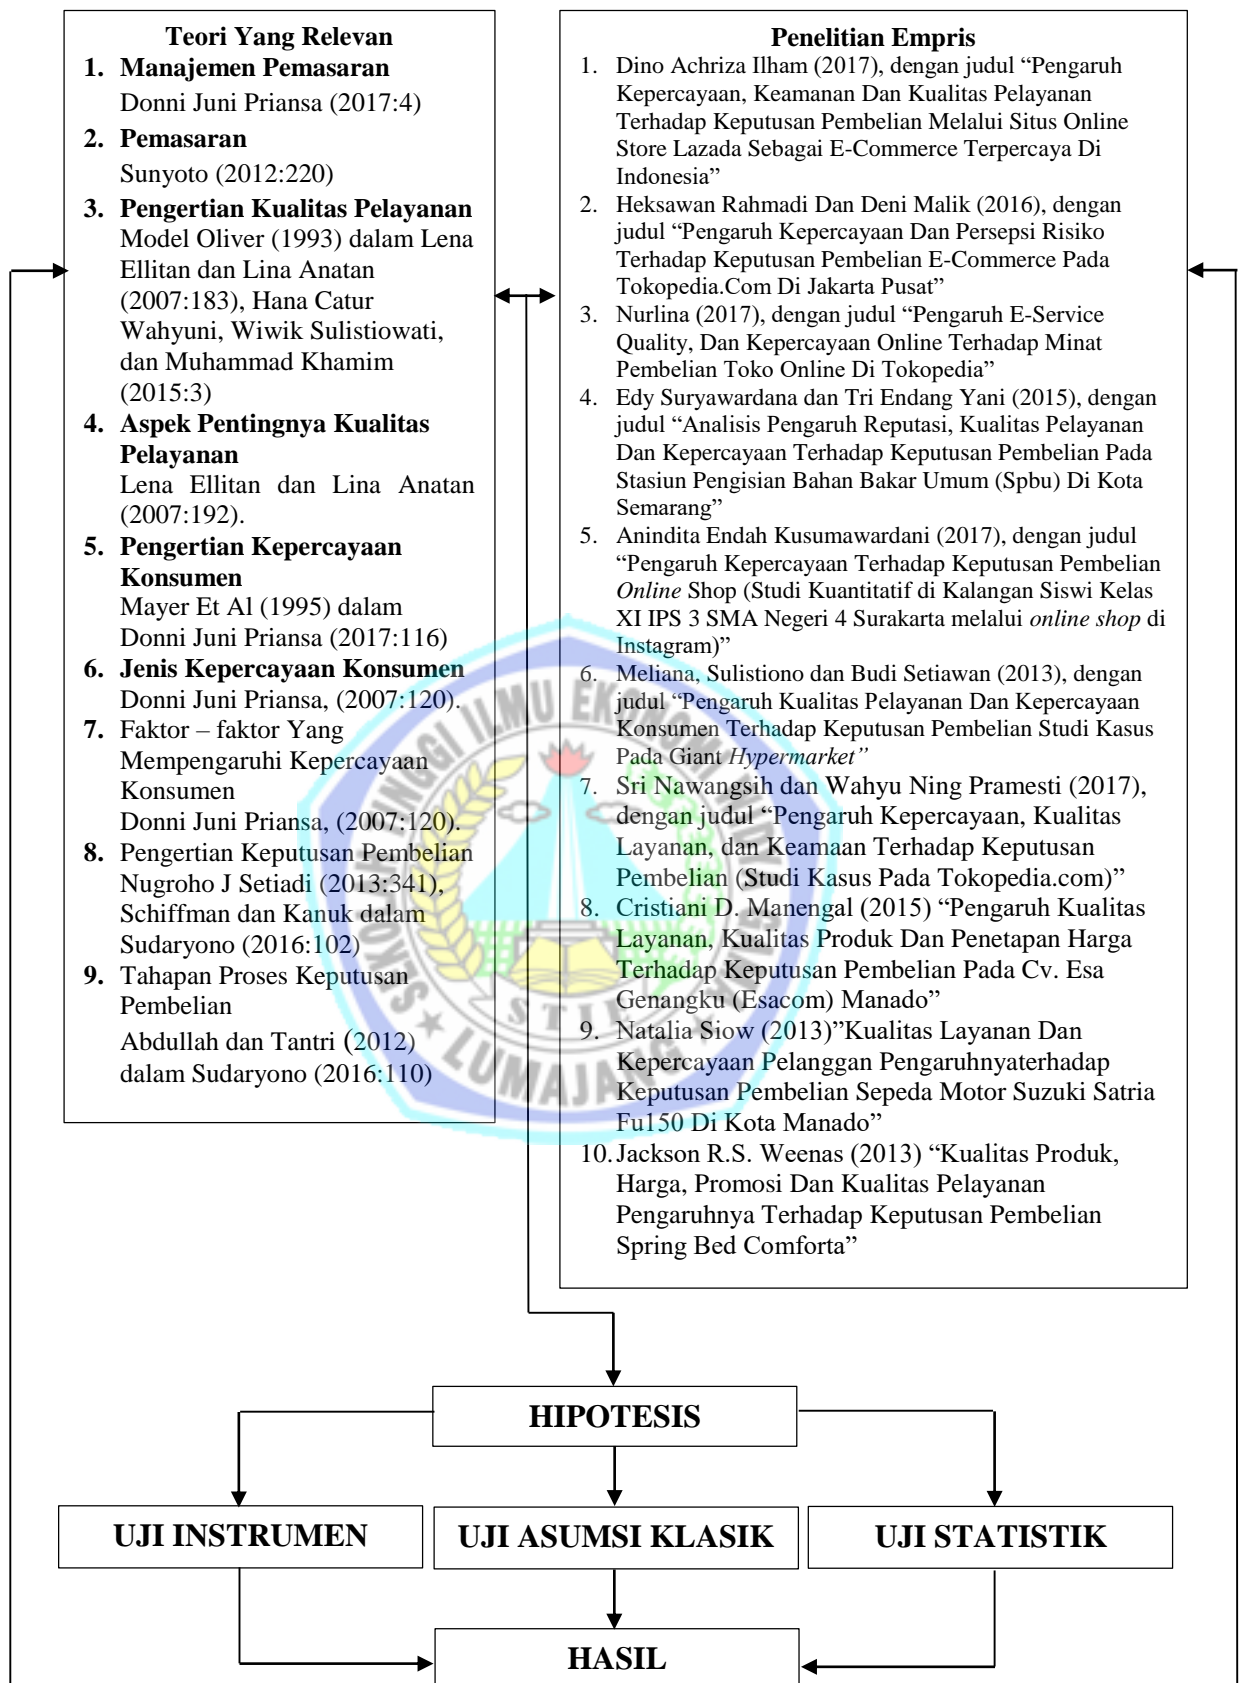 Teori Yang Relevan
1. Manajemen Pemasaran
Donni Juni Priansa (2017:4)
2. Pemasaran
Sunyoto (2012:220)
3. Pengertian Kualitas Pelayanan
Model Oliver (1993) dalam Lena
Ellitan dan Lina Anatan
(2007:183), Hana Catur
Wahyuni, Wiwik Sulistiowati,
dan Muhammad Khamim
(2015:3)
4. Aspek Pentingnya Kualitas
Pelayanan
Lena Ellitan dan Lina Anatan
(2007:192).
5. Pengertian Kepercayaan
Konsumen
Mayer Et Al (1995) dalam
Donni Juni Priansa (2017:116)
6. Jenis Kepercayaan Konsumen
Donni Juni Priansa, (2007:120).
7. Faktor – faktor Yang
Mempengaruhi Kepercayaan
Konsumen
Donni Juni Priansa, (2007:120).
8. Pengertian Keputusan Pembelian
Nugroho J Setiadi (2013:341),
Schiffman dan Kanuk dalam
Sudaryono (2016:102)
9. Tahapan Proses Keputusan
Pembelian
Abdullah dan Tantri (2012)
dalam Sudaryono (2016:110)
Penelitian Empris
1. Dino Achriza Ilham (2017), dengan judul “Pengaruh
Kepercayaan, Keamanan Dan Kualitas Pelayanan
Terhadap Keputusan Pembelian Melalui Situs Online
Store Lazada Sebagai E-Commerce Terpercaya Di
Indonesia”
2. Heksawan Rahmadi Dan Deni Malik (2016), dengan
judul “Pengaruh Kepercayaan Dan Persepsi Risiko
Terhadap Keputusan Pembelian E-Commerce Pada
Tokopedia.Com Di Jakarta Pusat”
3. Nurlina (2017), dengan judul “Pengaruh E-Service
Quality, Dan Kepercayaan Online Terhadap Minat
Pembelian Toko Online Di Tokopedia”
4. Edy Suryawardana dan Tri Endang Yani (2015), dengan
judul “Analisis Pengaruh Reputasi, Kualitas Pelayanan
Dan Kepercayaan Terhadap Keputusan Pembelian Pada
Stasiun Pengisian Bahan Bakar Umum (Spbu) Di Kota
Semarang”
5. Anindita Endah Kusumawardani (2017), dengan judul
“Pengaruh Kepercayaan Terhadap Keputusan Pembelian
Online Shop (Studi Kuantitatif di Kalangan Siswi Kelas
XI IPS 3 SMA Negeri 4 Surakarta melalui online shop di
Instagram)”
6. Meliana, Sulistiono dan Budi Setiawan (2013), dengan
judul “Pengaruh Kualitas Pelayanan Dan Kepercayaan
Konsumen Terhadap Keputusan Pembelian Studi Kasus
Pada Giant Hypermarket”
7. Sri Nawangsih dan Wahyu Ning Pramesti (2017),
dengan judul “Pengaruh Kepercayaan, Kualitas
Layanan, dan Keamaan Terhadap Keputusan
Pembelian (Studi Kasus Pada Tokopedia.com)”
8. Cristiani D. Manengal (2015) “Pengaruh Kualitas
Layanan, Kualitas Produk Dan Penetapan Harga
Terhadap Keputusan Pembelian Pada Cv. Esa
Genangku (Esacom) Manado”
9. Natalia Siow (2013)”Kualitas Layanan Dan
Kepercayaan Pelanggan Pengaruhnyaterhadap
Keputusan Pembelian Sepeda Motor Suzuki Satria
Fu150 Di Kota Manado”
10. Jackson R.S. Weenas (2013) “Kualitas Produk,
Harga, Promosi Dan Kualitas Pelayanan
Pengaruhnya Terhadap Keputusan Pembelian
Spring Bed Comforta”
HIPOTESIS
UJI INSTRUMEN
UJI ASUMSI KLASIK
UJI STATISTIK
HASIL
ILMU EKONOMI
STIE
LUMAJANG